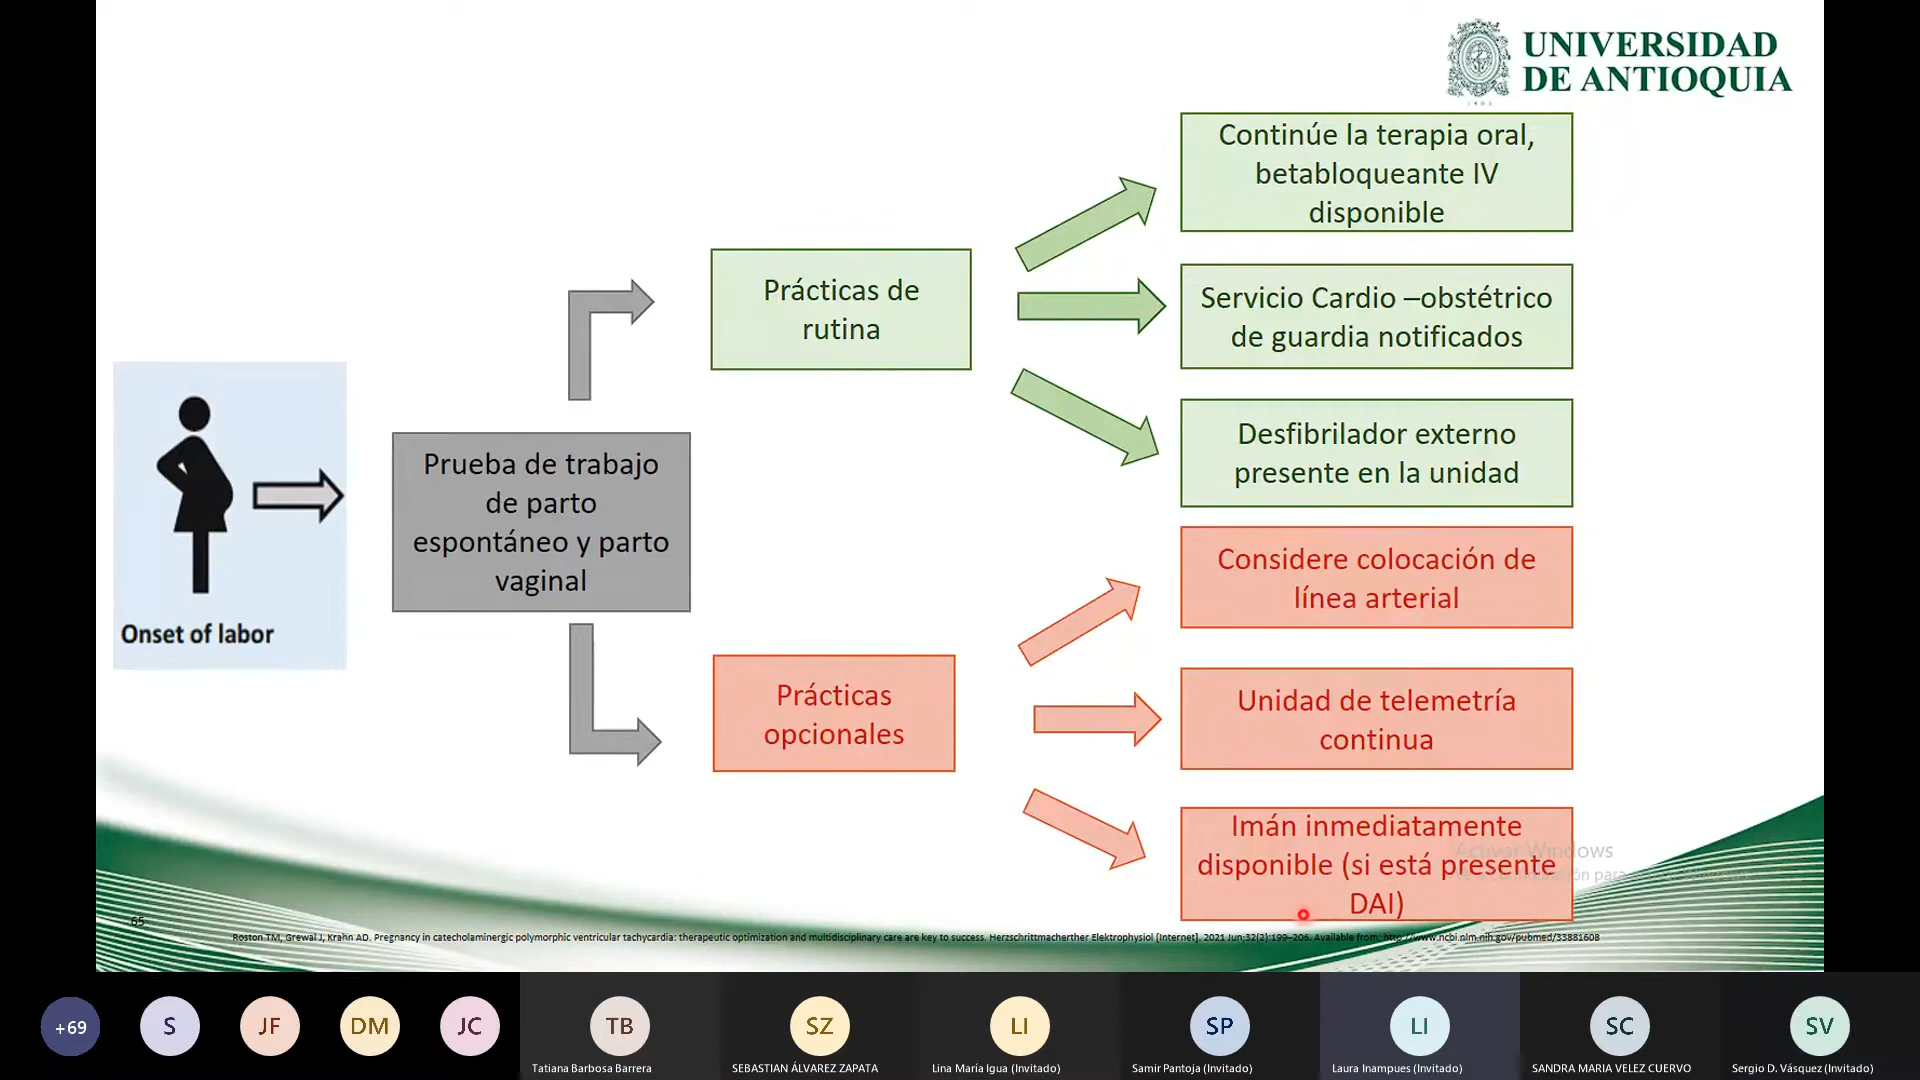 UNIVERSIDAD
DE ANTIOQUIA
Continúe la terapia oral,
betabloqueante IV
disponible
Prácticas de
rutina
Servicio Cardio –obstétrico
de guardia notificados
Desfibrilador externo
presente en la unidad
Prueba de trabajo
de parto
espontáneo y parto
vaginal
Onset of labor
Considere colocación de
línea arterial
Prácticas
opcionales
Unidad de telemetría
continua
Imán inmediatamente
disponible (si está presente
DAI)
Activar Windows
65
Roston TM, Grewal J, Krahn AD. Pregnancy in catecholaminergic polymorphic ventricular tachycardia: therapeutic optimization and multidisciplinary care are key to success. Herzschrittmacherther Elektrophysiol [Internet]. 2021 Jun;32(2):199–206. Available from: http://www.ncbi.nlm.nih.gov/pubmed/33881608
+69
S
JF
DM
JC
TB
SZ
LI
SP
LI
SC
SV
Tatiana Barbosa Barrera
SEBASTIAN ÁLVAREZ ZAPATA
Lina María Igua (Invitado)
Samir Pantoja (Invitado)
Laura Inampues (Invitado)
SANDRA MARIA VELEZ CUERVO
Sergio D. Vásquez (Invitado)